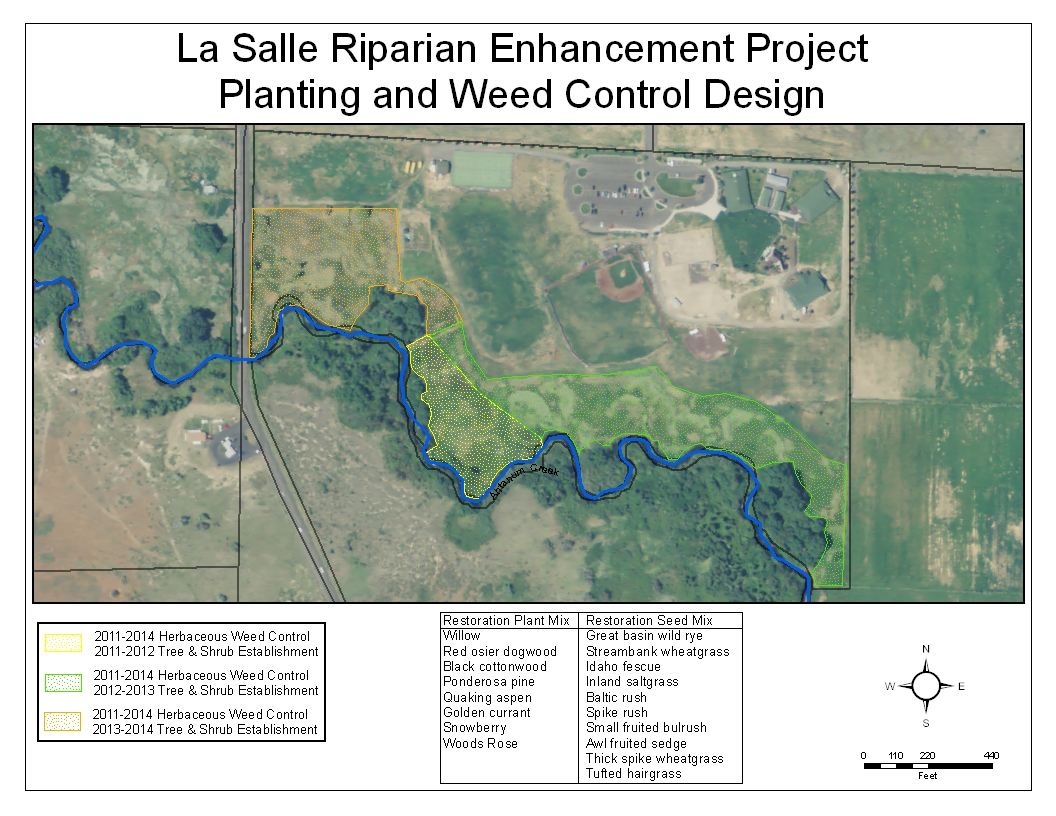 La Salle Riparian Enhancement Project
Planting and Weed Control Design
Ahtanum Creek
2011-2014 Herbaceous Weed Control
2011-2012 Tree & Shrub Establishment
2011-2014 Herbaceous Weed Control
2012-2013 Tree & Shrub Establishment
2011-2014 Herbaceous Weed Control
2013-2014 Tree & Shrub Establishment
Restoration Plant Mix
Willow
Red osier dogwood
Black cottonwood
Ponderosa pine
Quaking aspen
Golden currant
Snowberry
Woods Rose
Restoration Seed Mix
Great basin wild rye
Streambank wheatgrass
Idaho fescue
Inland saltgrass
Baltic rush
Spike rush
Small fruited bulrush
Awl fruited sedge
Thick spike wheatgrass
Tufted hairgrass
N
W E
S
0 110 220 440
Feet